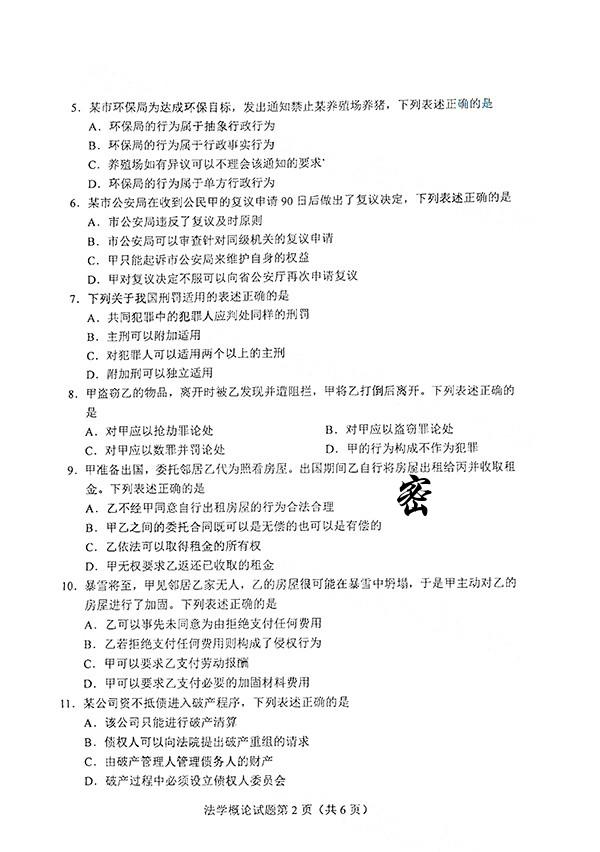 5．某市环保局为达成环保目标，发出通知禁止某养殖场养猪，下列表述正确的是
A．环保局的行为属于抽象行政行为
B．环保局的行为属于行政事实行为
C．养殖场如有异议可以不理会该通知的要求
D．环保局的行为属于单方行政行为
6．某市公安局在收到公民甲的复议申请 90 日后做出了复议决定，下列表述正确的是
A．市公安局违反了复议及时原则
B．市公安局可以审查针对同级机关的复议申请
C．甲只能起诉市公安局来维护自身的权益
D．甲对复议决定不服可以向省公安厅再次申请复议
7．下列关于我国刑罚适用的表述正确的是
A．共同犯罪中的犯罪人应判处同样的刑罚
B．主刑可以附加适用
C．对犯罪人可以适用两个以上的主刑
D．附加刑可以独立适用
8．甲盗窃乙的物品，离开时被乙发现并遭阻拦，甲将乙打倒后离开。下列表述正确的
是
A．对甲应以抢劫罪论处 B．对甲应以盗窃罪论处
C．对甲应以数罪并罚论处 D．甲的行为构成不作为犯罪
9．甲准备出国，委托邻居乙代为照看房屋。出国期间乙自行将房屋出租给丙并收取租
金。下列表述正确的是
密
A．乙不经甲同意自行出租房屋的行为合法合理
B．甲乙之间的委托合同既可以是无偿的也可以是有偿的
C．乙依法可以取得租金的所有权
D．甲无权要求乙返还已收取的租金
10．暴雪将至，甲见邻居乙家无人，乙的房屋很可能在暴雪中坍塌，于是甲主动对乙的
房屋进行了加固。下列表述正确的是
A．乙可以事先未同意为由拒绝支付任何费用
B．乙若拒绝支付任何费用则构成了侵权行为
C．甲可以要求乙支付劳动报酬
D．甲可以要求乙支付必要的加固材料费用
11．某公司资不抵债进入破产程序，下列表述正确的是
A．该公司只能进行破产清算
B．债权人可以向法院提出破产重组的请求
C．由破产管理人管理债务人的财产
D．破产过程中必须设立债权人委员会
法学概论试题第 2 页（共 6 页）